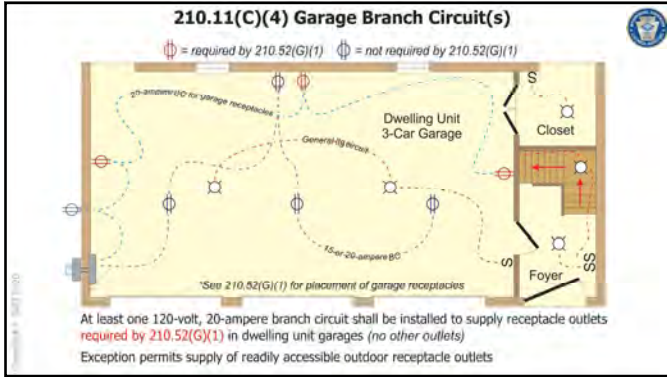 210.11(C)(4) Garage Branch Circuit(s)
= required by 210.52(G)(1) = not required by 210.52(G)(1)
20-ampere BC for garage receptacles
Dwelling Unit
3-Car Garage
S
Closet
General ltg circuit
15-or 20-ampere BC
S
SS
Foyer
*See 210.52(G)(1) for placement of garage receptacles
At least one 120-volt, 20-ampere branch circuit shall be installed to supply receptacle outlets
required by 210.52(G)(1) in dwelling unit garages (no other outlets)
Exception permits supply of readily accessible outdoor receptacle outlets